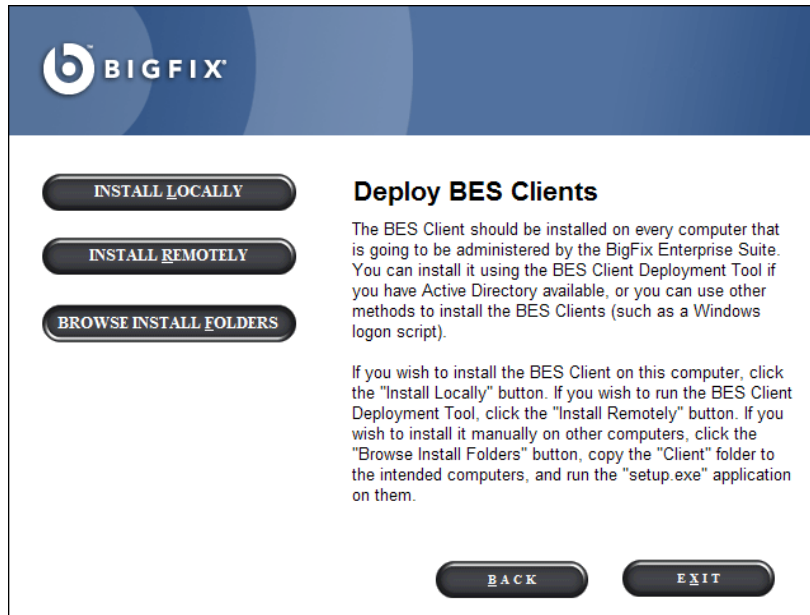 BIGFIX
INSTALL LOCALLY
INSTALL REMOTELY
BROWSE INSTALL FOLDERS
Deploy BES Clients
The BES Client should be installed on every computer that
is going to be administered by the BigFix Enterprise Suite.
You can install it using the BES Client Deployment Tool if
you have Active Directory available, or you can use other
methods to install the BES Clients (such as a Windows
logon script).
If you wish to install the BES Client on this computer, click
the "Install Locally" button. If you wish to run the BES Client
Deployment Tool, click the "Install Remotely" button. If you
wish to install it manually on other computers, click the
"Browse Install Folders" button, copy the "Client" folder to
the intended computers, and run the "setup.exe" application
on them.
BACK
EXIT